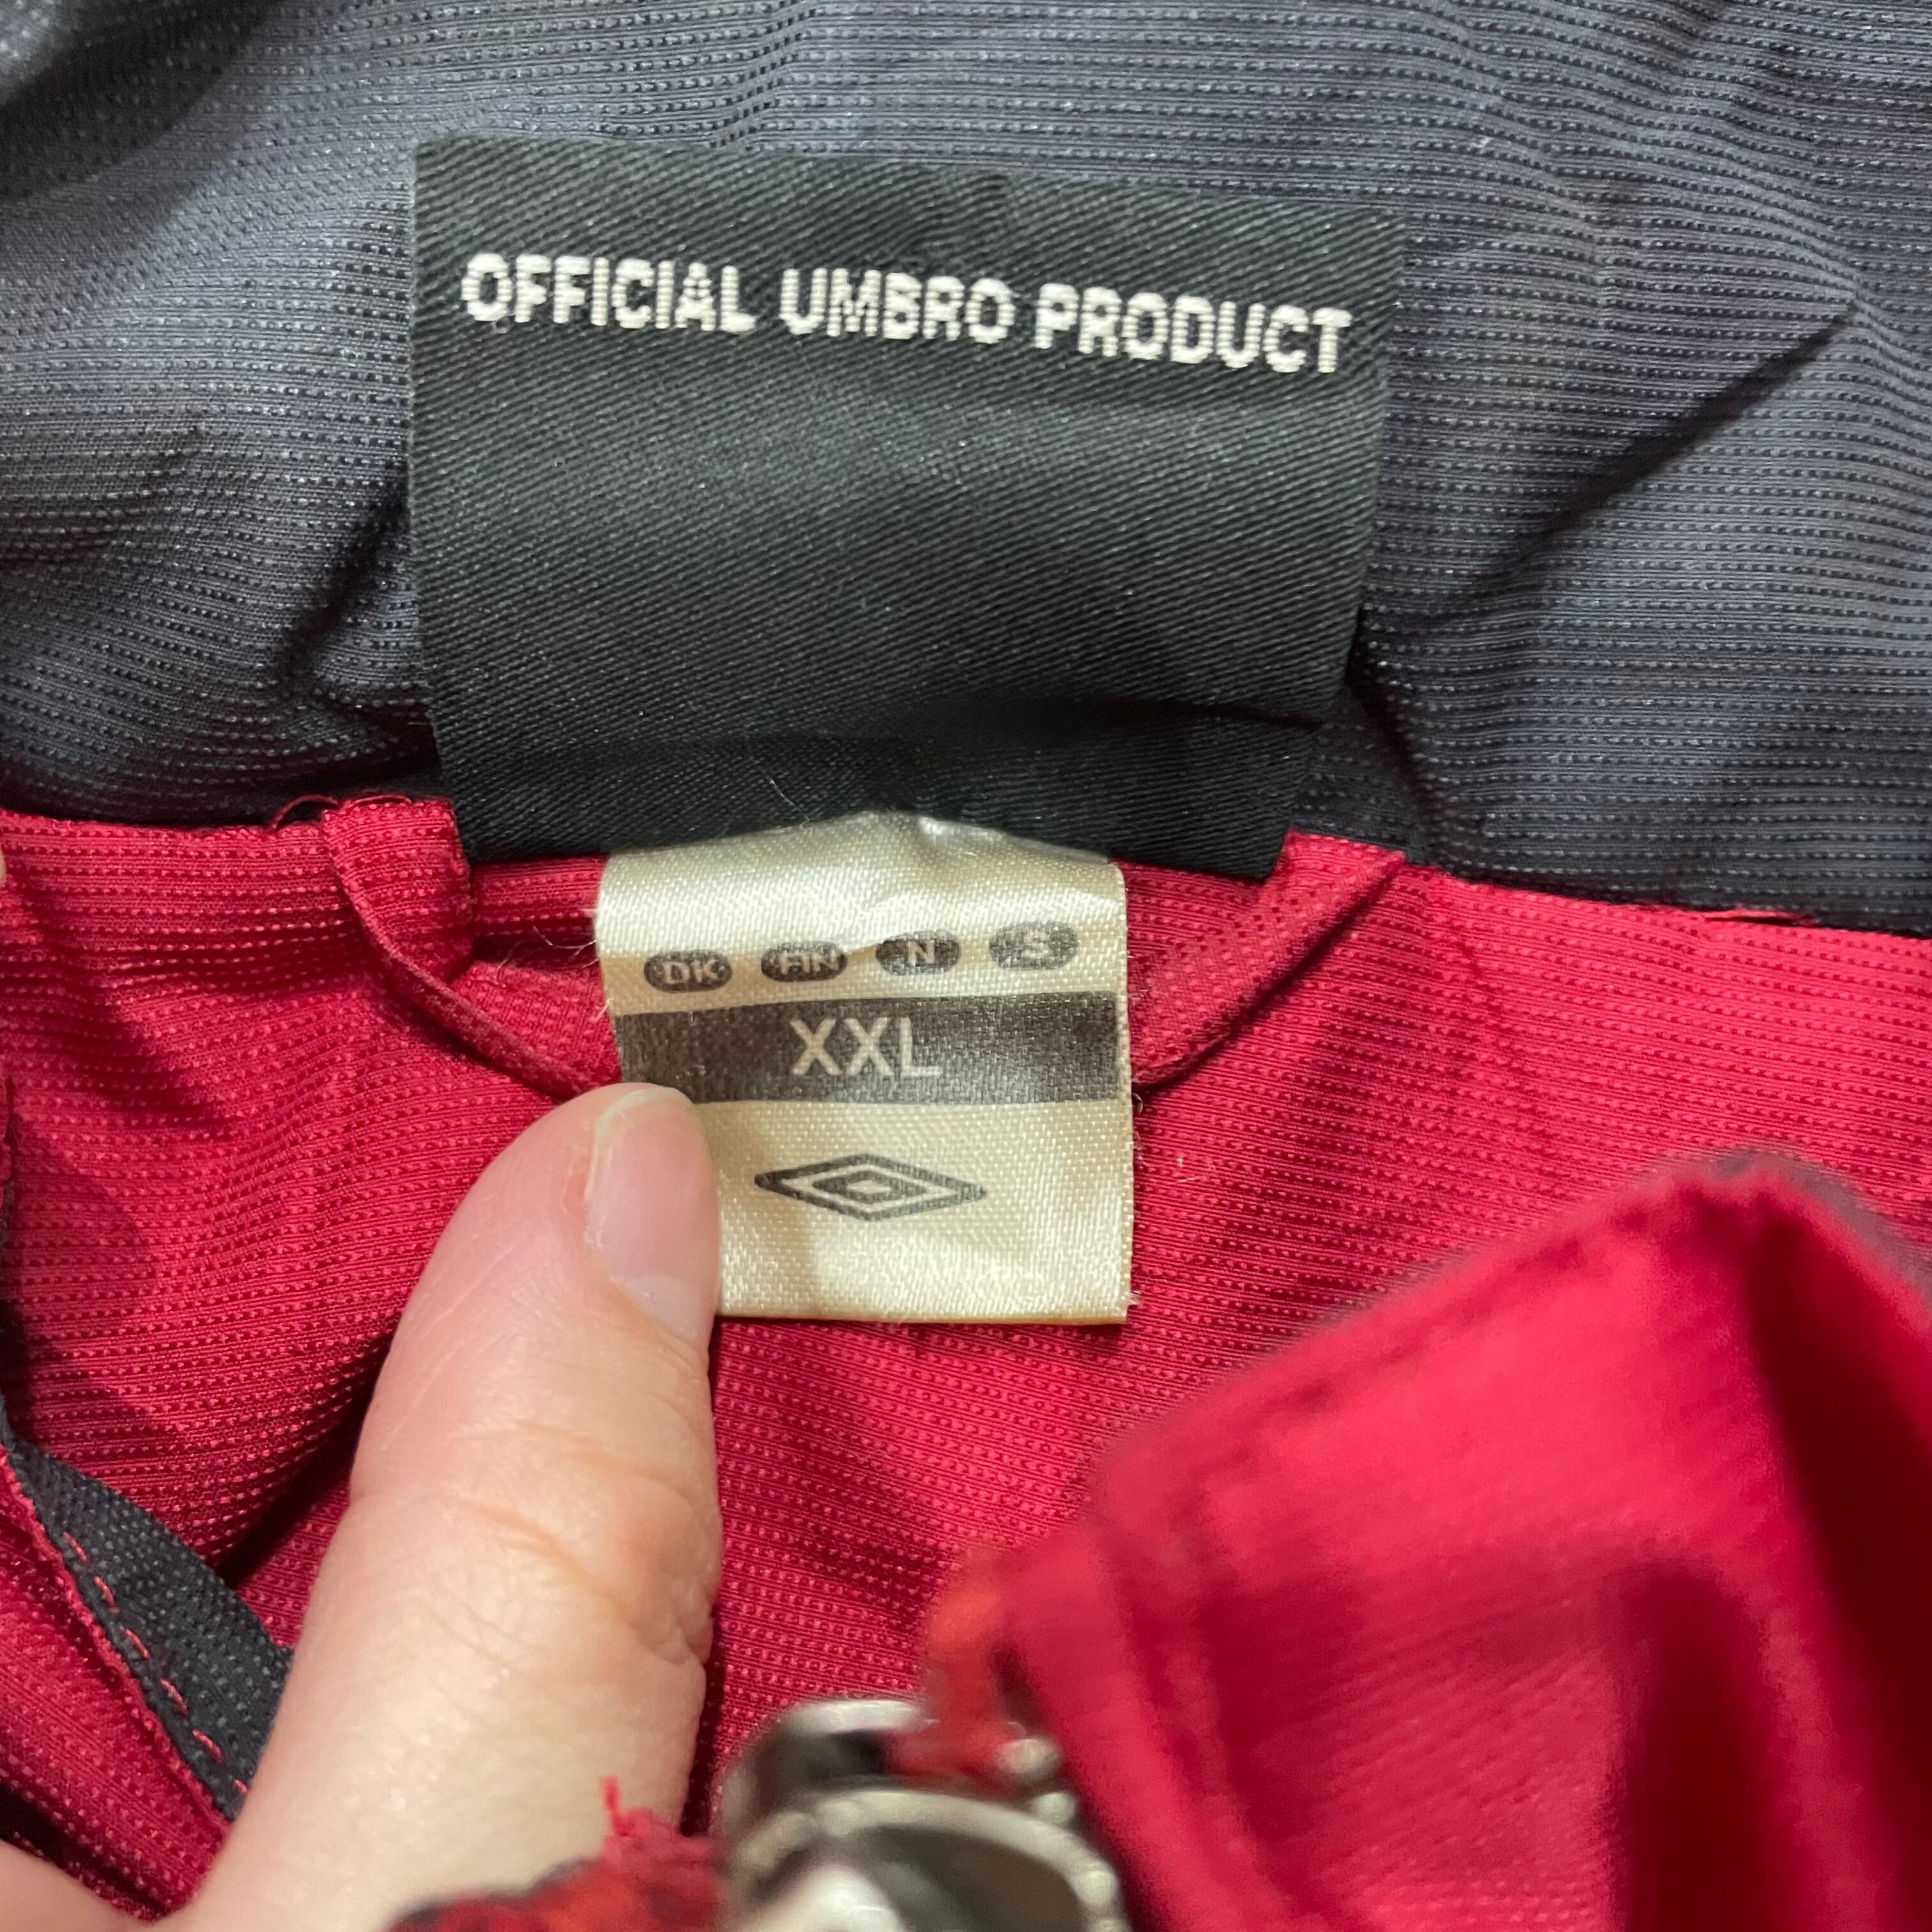 OFFICIAL UMBRO PRODUCT
DK FIN N S
XXL